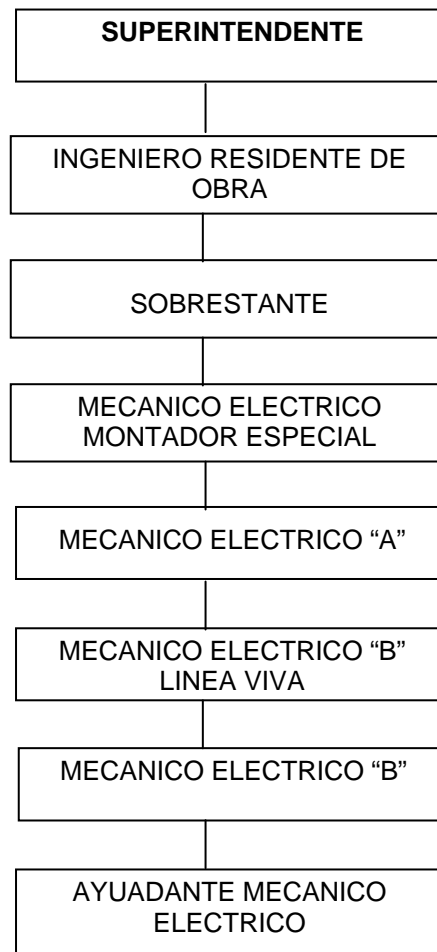 SUPERINTENDENTE
INGENIERO RESIDENTE DE
OBRA
SOBRESTANTE
MECANICO ELECTRICO
MONTADOR ESPECIAL
MECANICO ELECTRICO “A”
MECANICO ELECTRICO “B”
LINEA VIVA
MECANICO ELECTRICO “B”
AYUADANTE MECANICO
ELECTRICO